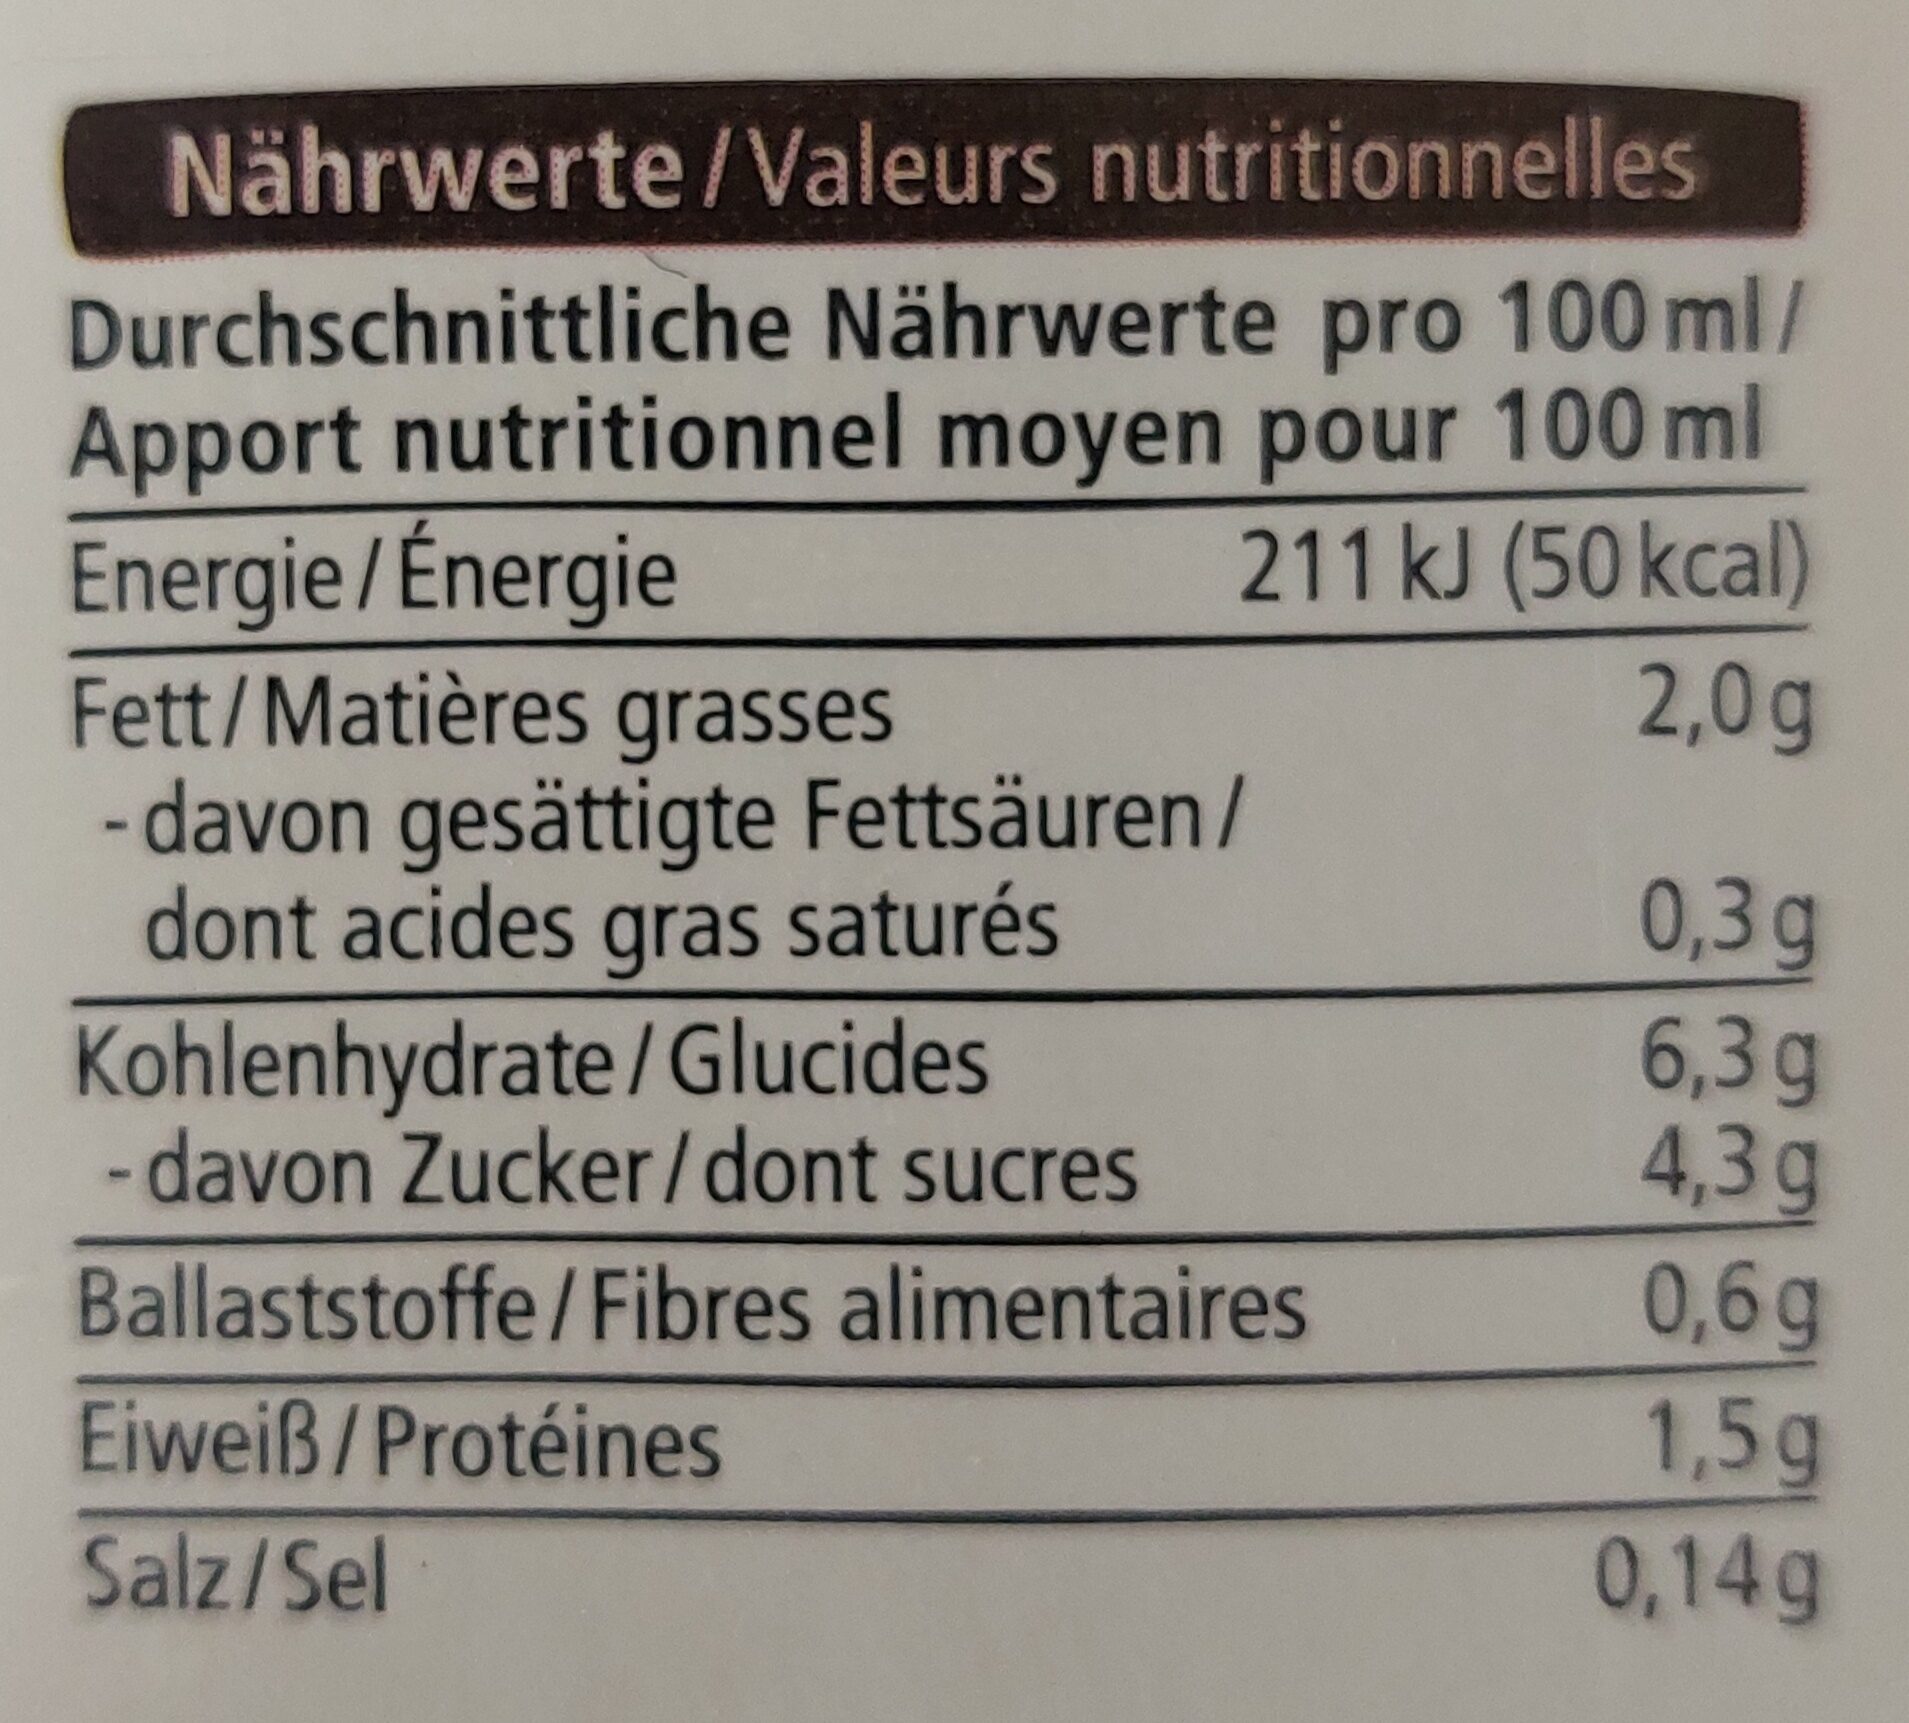 Nährwerte / Valeurs nutritionnelles
Durchschnittliche Nährwerte pro 100 ml /
Apport nutritionnel moyen pour 100 ml
Energie / Énergie 211 kJ (50 kcal)
Fett / Matières grasses 2,0 g
- davon gesättigte Fettsäuren /
dont acides gras saturés 0,3 g
Kohlenhydrate / Glucides 6,3 g
- davon Zucker / dont sucres 4,3 g
Ballaststoffe / Fibres alimentaires 0,6 g
Eiweiß / Protéines 1,5 g
Salz / Sel 0,14 g